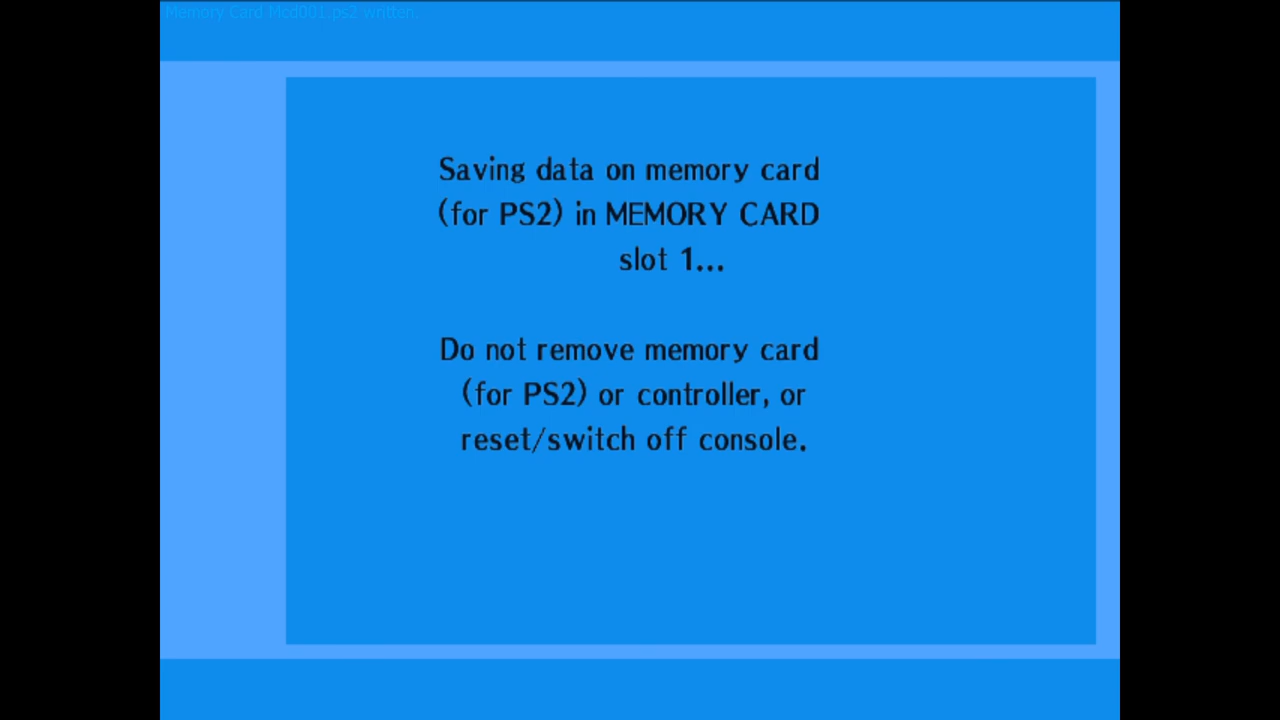 Memory Card Mcd001.ps2 written.
Saving data on memory card
(for PS2) in MEMORY CARD
slot 1...
Do not remove memory card
(for PS2) or controller, or
reset/switch off console.